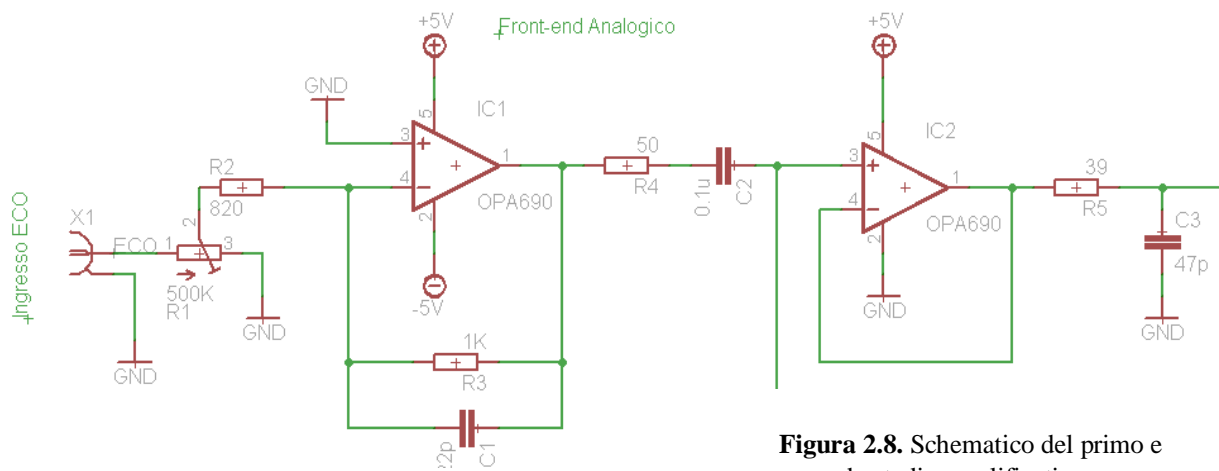 Front-end Analogico
+5V
+5V
GND
IC1
IC2
5
5
3
1
50
3
1
39
R2
4
R4
4
R5
820
OPA690
0.1u
C2
OPA690
C3
X1
2
2
2
47p
ECO
1
3
500K
R1
GND
-5V
GND
GND
GND
Ingresso ECO
1K
R3
22p
C1
Figura 2.8. Schematico del primo e